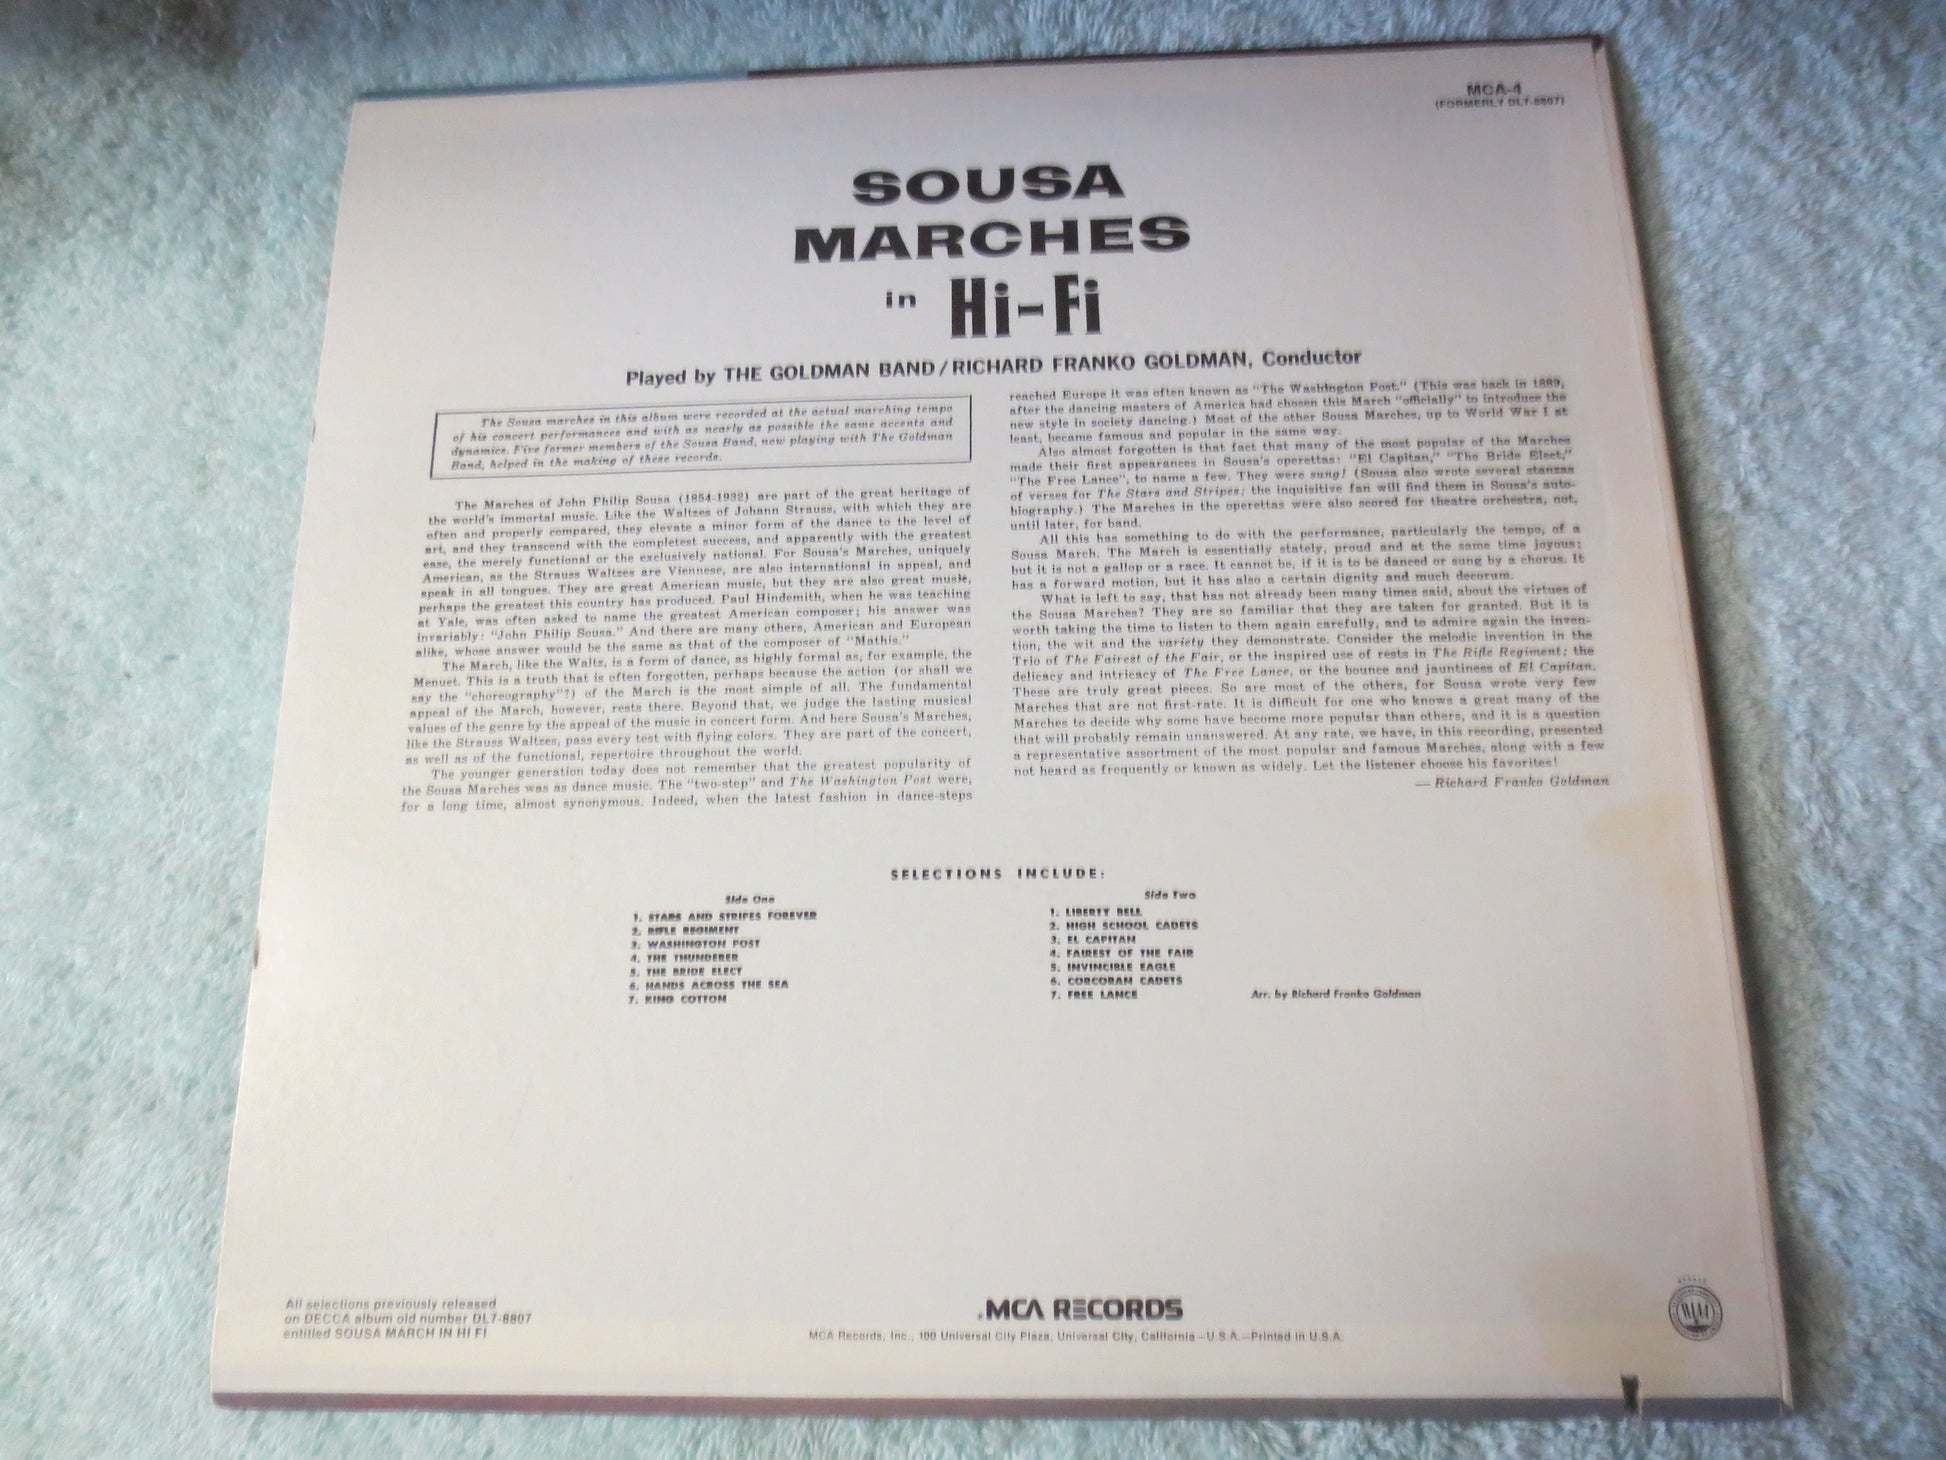 MCA-4
(FORMERLY DL7-8807)
SOUSA
MARCHES
in Hi-Fi
Played by THE GOLDMAN BAND/RICHARD FRANKO GOLDMAN, Conductor
The Sousa marches in this album were recorded at the actual marching tempo
of his concert performances and with as nearly as possible the same accents and
dynamics. Five former members of the Sousa Band, now playing with The Goldman
Band, helped in the making of these records.
The Marches of John Philip Sousa (1854-1932) are part of the great heritage of
the world's immortal music. Like the Waltzes of Johann Strauss, with which they are
often and properly compared, they elevate a minor form of the dance to the level of
art, and they transcend with the completest success, and apparently with the greatest
ease, the merely functional or the exclusively national. For Sousa's Marches, uniquely
American, as the Strauss Waltzes are Viennese, are also international in appeal, and
speak in all tongues. They are great American music, but they are also great music,
perhaps the greatest this country has produced. Paul Hindemith, when he was teaching
at Yale, was often asked to name the greatest American composer; his answer was
invariably: "John Philip Sousa." And there are many others, American and European
alike, whose answer would be the same as that of the composer of "Mathis."
The March, like the Waltz, is a form of dance, as highly formal as, for example, the
Menuet. This is a truth that is often forgotten, perhaps because the action (or shall we
say the "choreography"?) of the March is the most simple of all. The fundamental
appeal of the March, however, rests there. Beyond that, we judge the lasting musical
values of the genre by the appeal of the music in concert form. And here Sousa's Marches,
like the Strauss Waltzes, pass every test with flying colors. They are part of the concert,
as well as of the functional, repertoire throughout the world.
The younger generation today does not remember that the greatest popularity of
the Sousa Marches was as dance music. The "two-step" and The Washington Post were,
for a long time, almost synonymous. Indeed, when the latest fashion in dance-steps
reached Europe it was often known as "The Washington Post." (This was back in 1889,
after the dancing masters of America had chosen this March "officially" to introduce the
new style in society dancing.) Most of the other Sousa Marches, up to World War I at
least, became famous and popular in the same way.
Also almost forgotten is that fact that many of the most popular of the Marches
made their first appearances in Sousa's operettas: "El Capitan," "The Bride Elect,"
"The Free Lance", to name a few. They were sung! (Sousa also wrote several stanzas
of verses for The Stars and Stripes; the inquisitive fan will find them in Sousa's auto-
biography.) The Marches in the operettas were also scored for theatre orchestra, not,
until later, for band.
All this has something to do with the performance, particularly the tempo, of a
Sousa March. The March is essentially stately, proud and at the same time joyous;
but it is not a gallop or a race. It cannot be, if it is to be danced or sung by a chorus. It
has a forward motion, but it has also a certain dignity and much decorum.
What is left to say, that has not already been many times said, about the virtues of
the Sousa Marches? They are so familiar that they are taken for granted. But it is
worth taking the time to listen to them again carefully, and to admire again the inven-
tion, the wit and the variety they demonstrate. Consider the melodic invention in the
Trio of The Fairest of the Fair, or the inspired use of rests in The Rifle Regiment; the
delicacy and intricacy of The Free Lance, or the bounce and jauntiness of El Capitan.
These are truly great pieces. So are most of the others, for Sousa wrote very few
Marches that are not first-rate. It is difficult for one who knows a great many of the
Marches to decide why some have become more popular than others, and it is a question
that will probably remain unanswered. At any rate, we have, in this recording, presented
a representative assortment of the most popular and famous Marches, along with a few
not heard as frequently or known as widely. Let the listener choose his favorites!
— Richard Franko Goldman
SELECTIONS INCLUDE:
Side One
1. STARS AND STRIPES FOREVER
2. RIFLE REGIMENT
3. WASHINGTON POST
4. THE THUNDERER
5. THE BRIDE ELECT
6. HANDS ACROSS THE SEA
7. KING COTTON
Side Two
1. LIBERTY BELL
2. HIGH SCHOOL CADETS
3. EL CAPITAN
4. FAIREST OF THE FAIR
5. INVINCIBLE EAGLE
6. CORCORAN CADETS
7. FREE LANCE Arr. by Richard Franko Goldman
All selections previously released
on DECCA album old number DL7-8807
entitled SOUSA MARCH IN HI FI
MCA RECORDS
MCA Records, Inc., 100 Universal City Plaza, Universal City, California—U.S.A.—Printed in U.S.A.